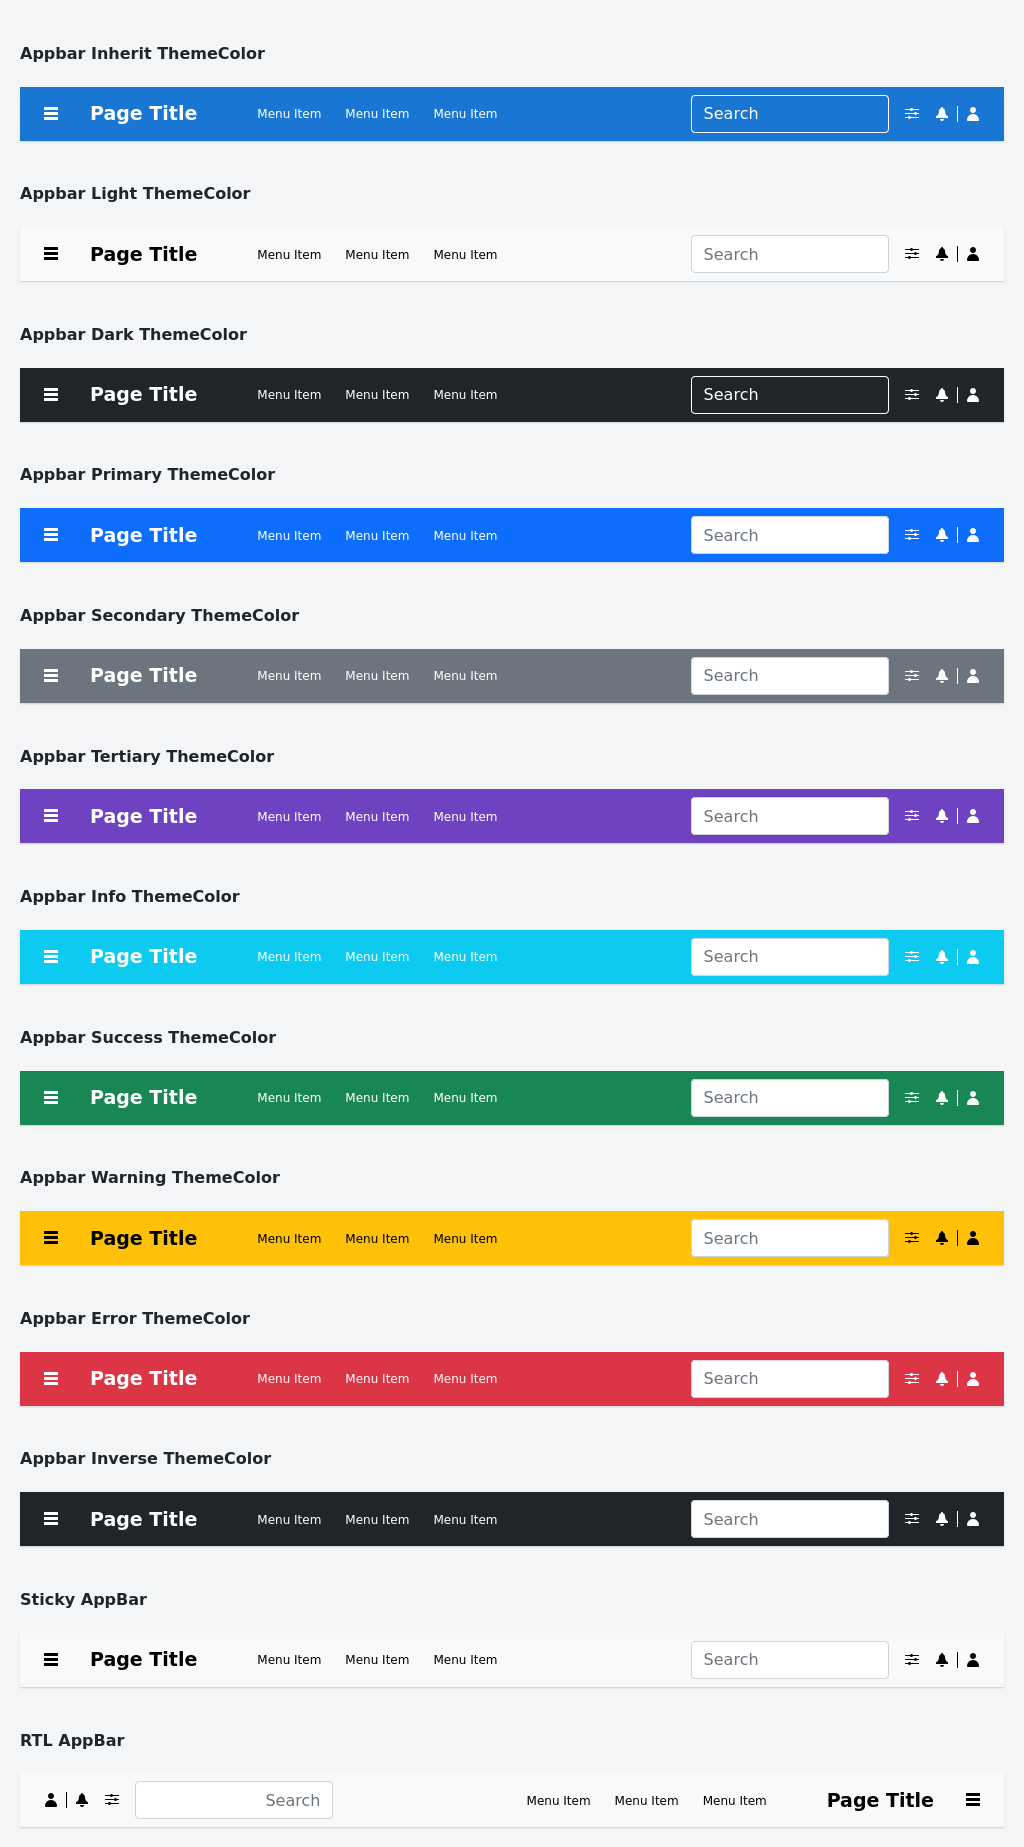 Appbar Inherit ThemeColor
Page Title Menu Item Menu Item Menu Item Search
Appbar Light ThemeColor
Page Title Menu Item Menu Item Menu Item Search
Appbar Dark ThemeColor
Page Title Menu Item Menu Item Menu Item Search
Appbar Primary ThemeColor
Page Title Menu Item Menu Item Menu Item Search
Appbar Secondary ThemeColor
Page Title Menu Item Menu Item Menu Item Search
Appbar Tertiary ThemeColor
Page Title Menu Item Menu Item Menu Item Search
Appbar Info ThemeColor
Page Title Menu Item Menu Item Menu Item Search
Appbar Success ThemeColor
Page Title Menu Item Menu Item Menu Item Search
Appbar Warning ThemeColor
Page Title Menu Item Menu Item Menu Item Search
Appbar Error ThemeColor
Page Title Menu Item Menu Item Menu Item Search
Appbar Inverse ThemeColor
Page Title Menu Item Menu Item Menu Item Search
Sticky AppBar
Page Title Menu Item Menu Item Menu Item Search
RTL AppBar
Search Menu Item Menu Item Menu Item Page Title